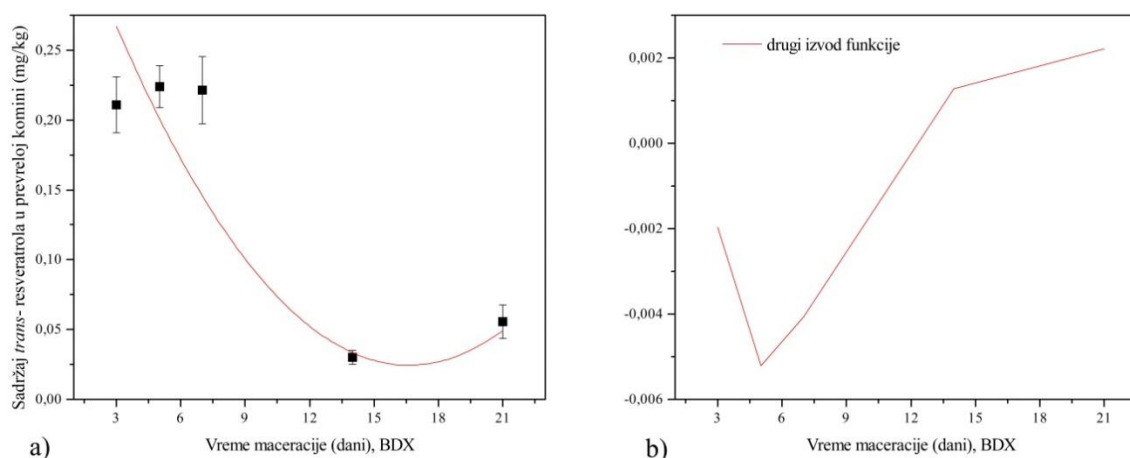 Sadržaj trans- resveratrola u prevreloj komini (mg/kg)
0,25
0,20
0,15
0,10
0,05
0,00
3 6 9 12 15 18 21
Vreme maceracije (dani), BDX
a)
drugi izvod funkcije
0,002
0,000
-0,002
-0,004
-0,006
3 6 9 12 15 18 21
Vreme maceracije (dani), BDX
b)